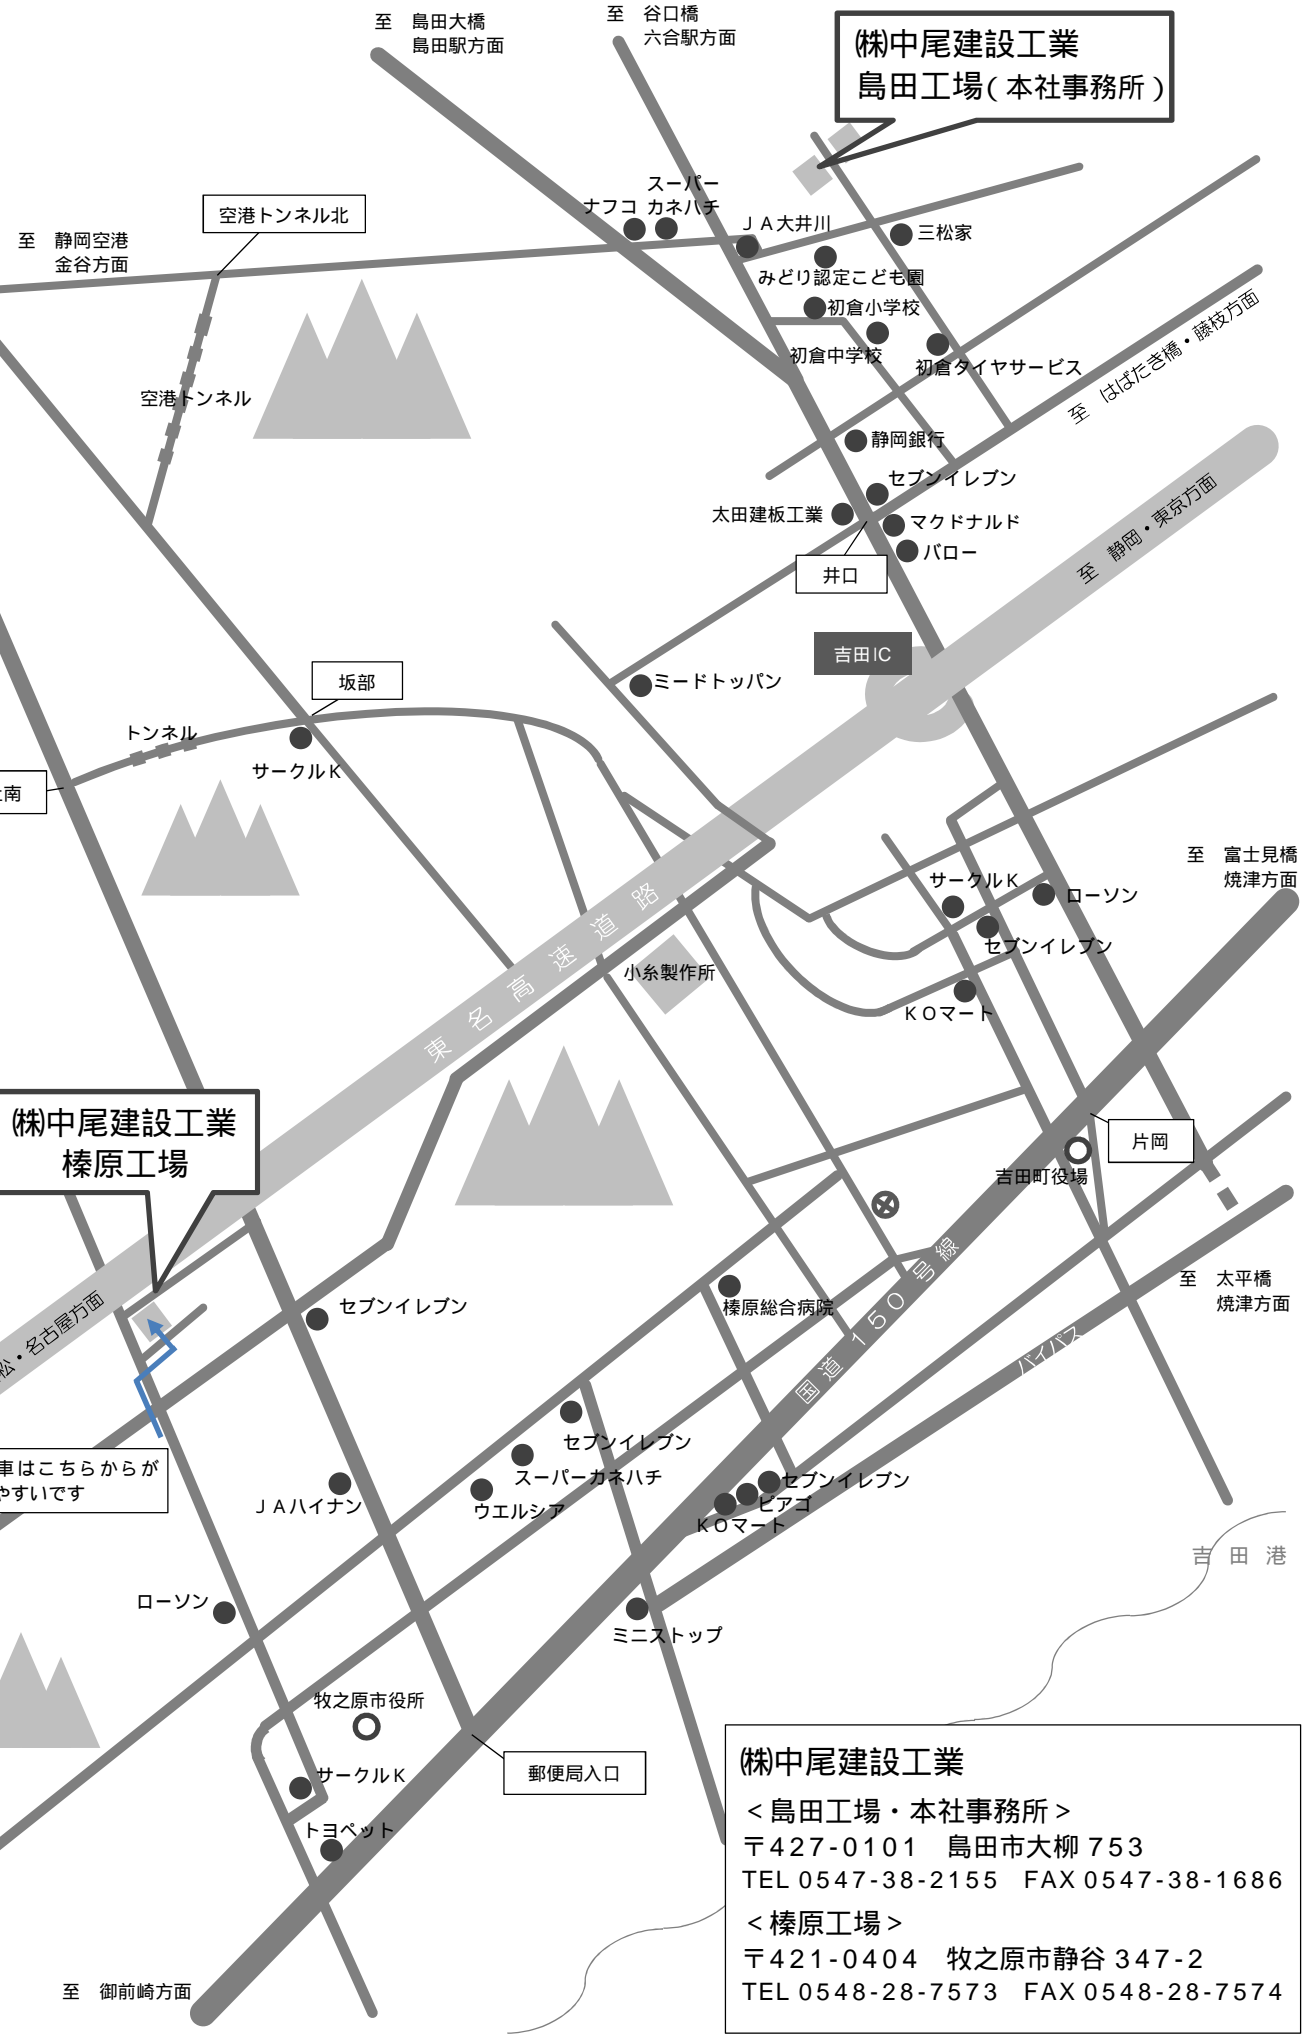 至　島田大橋
島田駅方面
至　谷口橋
六合駅方面
㈱中尾建設工業
島田工場(本社事務所)
スーパー
カネハチ
ナフコ
空港トンネル北
ＪＡ大井川
三松家
至　静岡空港
金谷方面
みどり認定こども園
初倉小学校
初倉中学校
初倉タイヤサービス
至　はばたき橋・藤枝方面
空港トンネル
静岡銀行
セブンイレブン
太田建板工業
マクドナルド
バロー
井口
至　静岡・東京方面
吉田IC
ミードトッパン
坂部
トンネル
サークルＫ
南
至　富士見橋
焼津方面
サークルＫ
ローソン
セブンイレブン
東名高速道路
小糸製作所
ＫＯマート
㈱中尾建設工業
榛原工場
片岡
吉田町役場
国道１５０号線
至　太平橋
焼津方面
松・名古屋方面
セブンイレブン
榛原総合病院
バイパス
車はこちらからが
やすいです
セブンイレブン
スーパーカネハチ
ウエルシア
ＪＡハイナン
セブンイレブン
ピアゴ
ＫＯマート
吉田港
ローソン
ミニストップ
牧之原市役所
サークルＫ
郵便局入口
トヨペット
至　御前崎方面
㈱中尾建設工業
<島田工場・本社事務所>
〒427-0101　島田市大柳 753
TEL 0547-38-2155　FAX 0547-38-1686
<榛原工場>
〒421-0404　牧之原市静谷 347-2
TEL 0548-28-7573　FAX 0548-28-7574